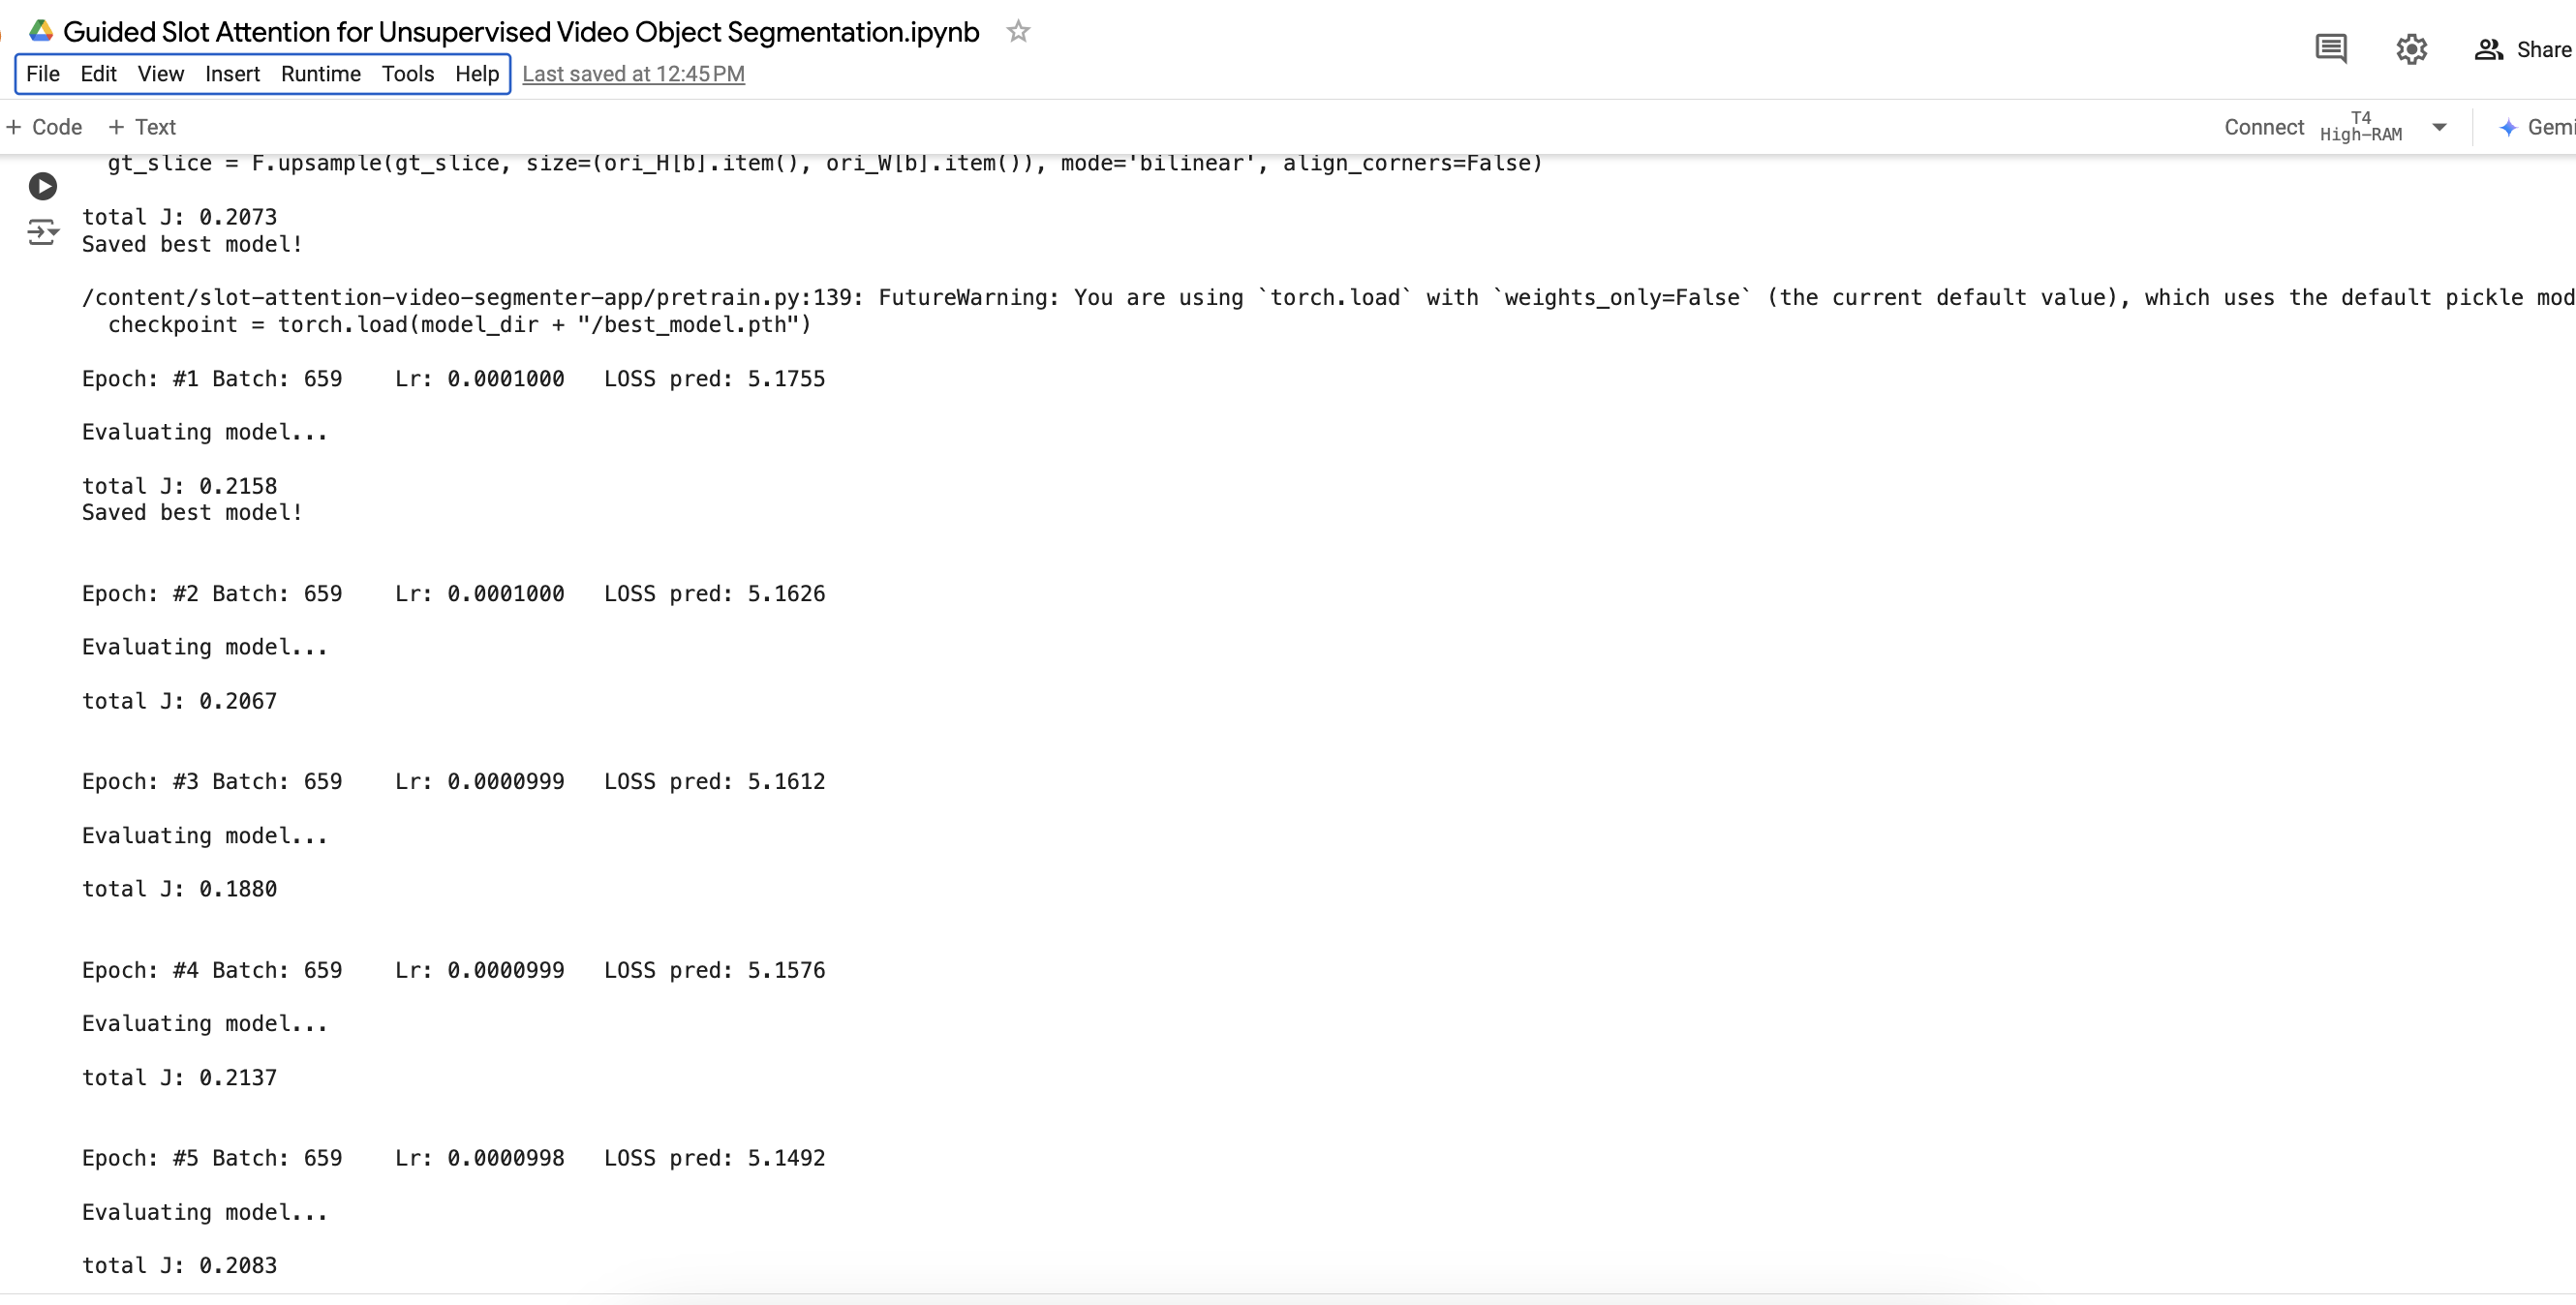 Guided Slot Attention for Unsupervised Video Object Segmentation.ipynb
File Edit View Insert Runtime Tools Help Last saved at 12:45 PM
Share
+ Code + Text
Connect T4 High-RAM
Gemi
gt_slice = F.upsample(gt_slice, size=(ori_H[b].item(), ori_W[b].item()), mode='bilinear', align_corners=False)
total J: 0.2073
Saved best model!
/content/slot-attention-video-segmenter-app/pretrain.py:139: FutureWarning: You are using `torch.load` with `weights_only=False` (the current default value), which uses the default pickle mod
checkpoint = torch.load(model_dir + "/best_model.pth")
Epoch: #1 Batch: 659 Lr: 0.0001000 LOSS pred: 5.1755
Evaluating model...
total J: 0.2158
Saved best model!
Epoch: #2 Batch: 659 Lr: 0.0001000 LOSS pred: 5.1626
Evaluating model...
total J: 0.2067
Epoch: #3 Batch: 659 Lr: 0.0000999 LOSS pred: 5.1612
Evaluating model...
total J: 0.1880
Epoch: #4 Batch: 659 Lr: 0.0000999 LOSS pred: 5.1576
Evaluating model...
total J: 0.2137
Epoch: #5 Batch: 659 Lr: 0.0000998 LOSS pred: 5.1492
Evaluating model...
total J: 0.2083